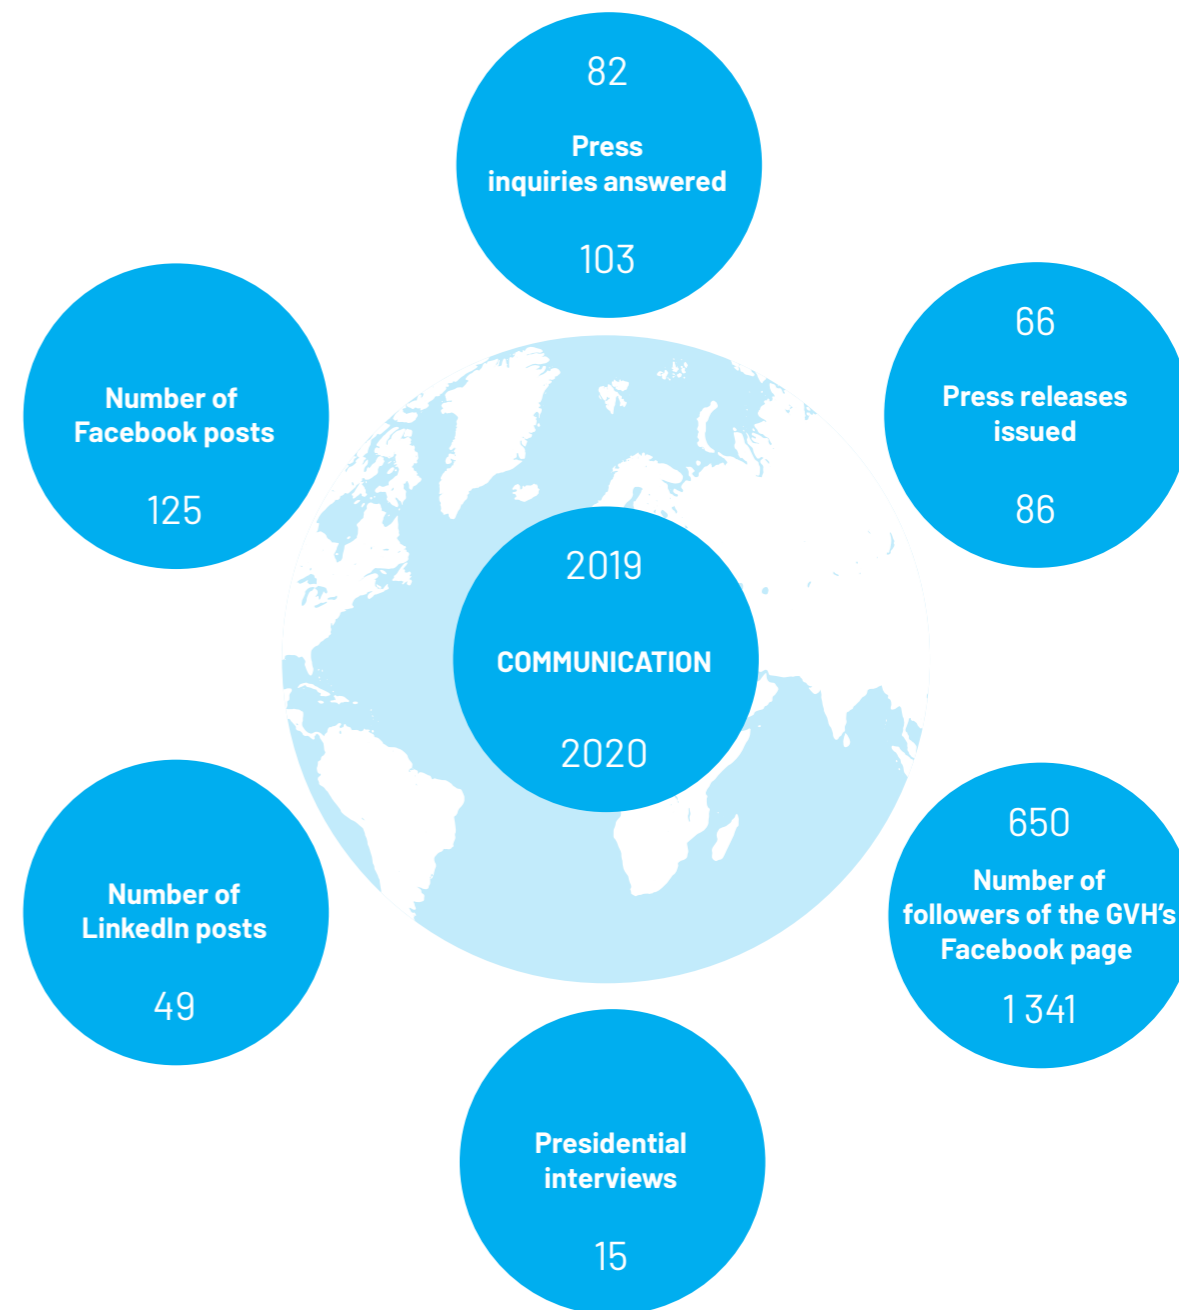 82
Press
inquiries answered
103
66
Press releases
issued
86
Number of
Facebook posts
125
2019
COMMUNICATION
2020
650
Number of
followers of the GVH's
Facebook page
1 341
Number of
LinkedIn posts
49
Presidential
interviews
15